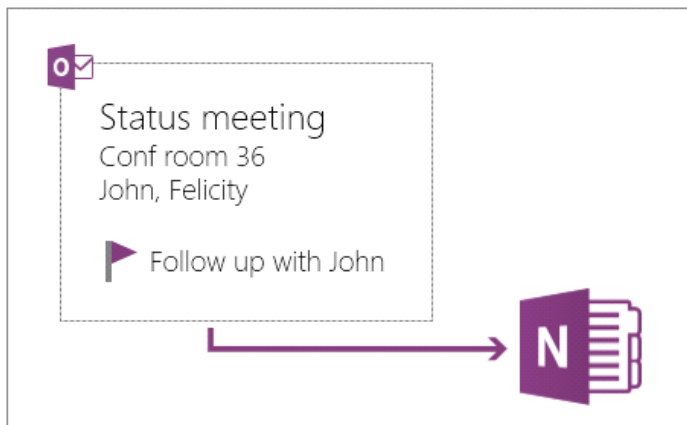 O
Status meeting
Conf room 36
John, Felicity
Follow up with John
N